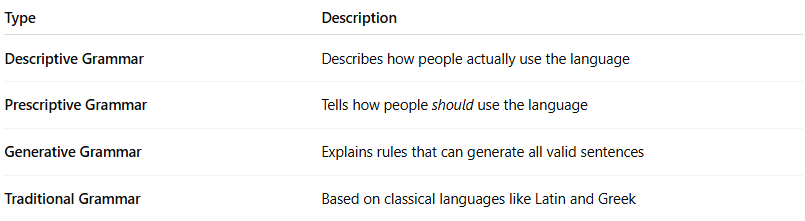 Type Description
Descriptive Grammar Describes how people actually use the language
Prescriptive Grammar Tells how people should use the language
Generative Grammar Explains rules that can generate all valid sentences
Traditional Grammar Based on classical languages like Latin and Greek